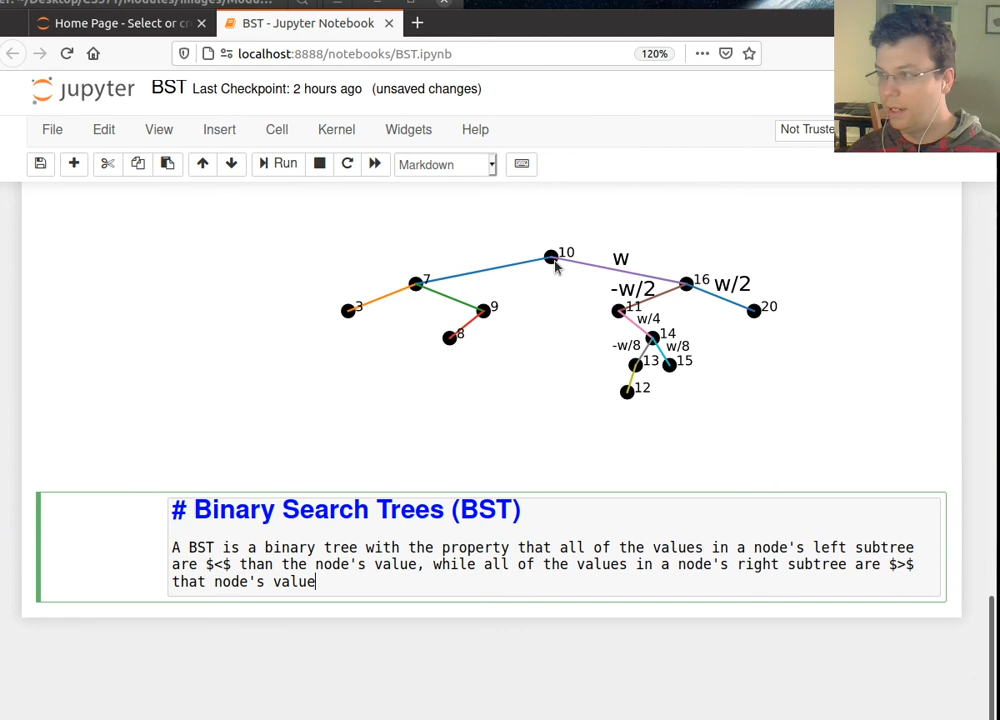 Home Page - Select or cr
BST - Jupyter Notebook
localhost:8888/notebooks/BST.ipynb
120%
jupyter BST Last Checkpoint: 2 hours ago (unsaved changes)
File Edit View Insert Cell Kernel Widgets Help
Not Truste
Run Markdown
10 w
7 -w/2 16 w/2
3 9 11 20
w/4
8 14
-w/8 w/8
13 15
12
# Binary Search Trees (BST)
A BST is a binary tree with the property that all of the values in a node's left subtree
are $<$ than the node's value, while all of the values in a node's right subtree are $>$
that node's value